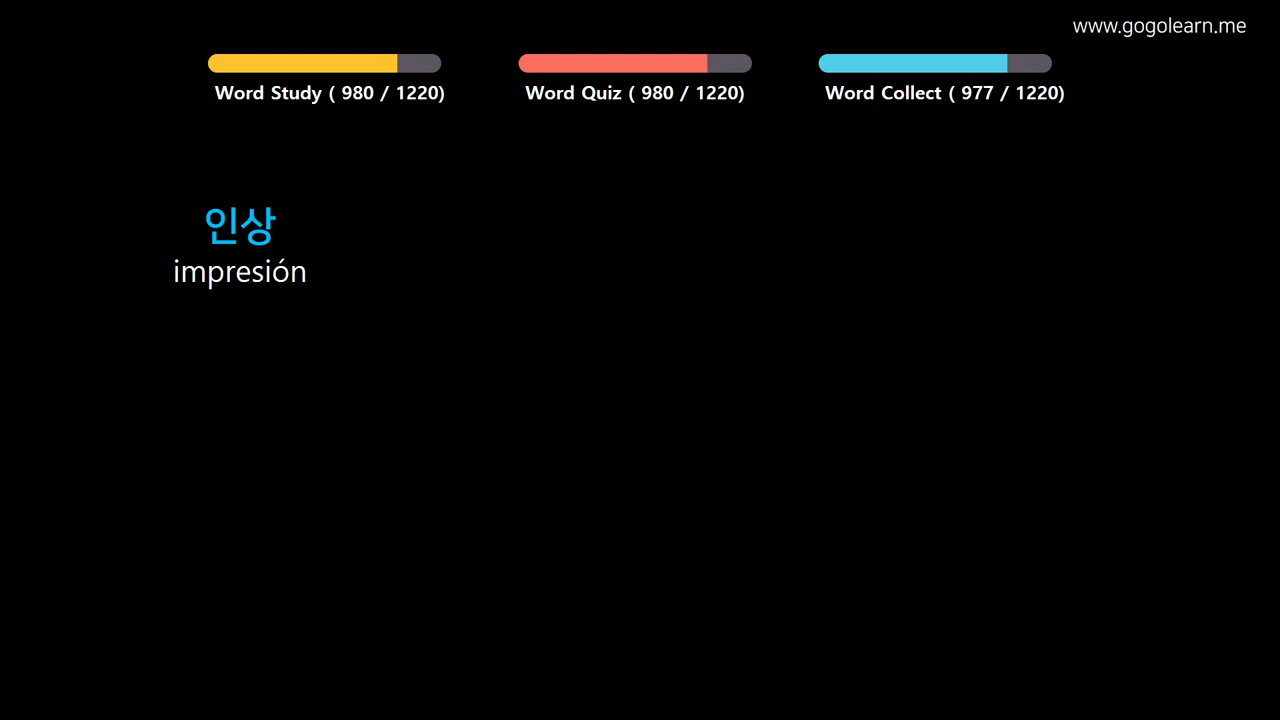 www.gogolearn.me
Word Study ( 980 / 1220)
Word Quiz ( 980 / 1220)
Word Collect ( 977 / 1220)
인상
impresión